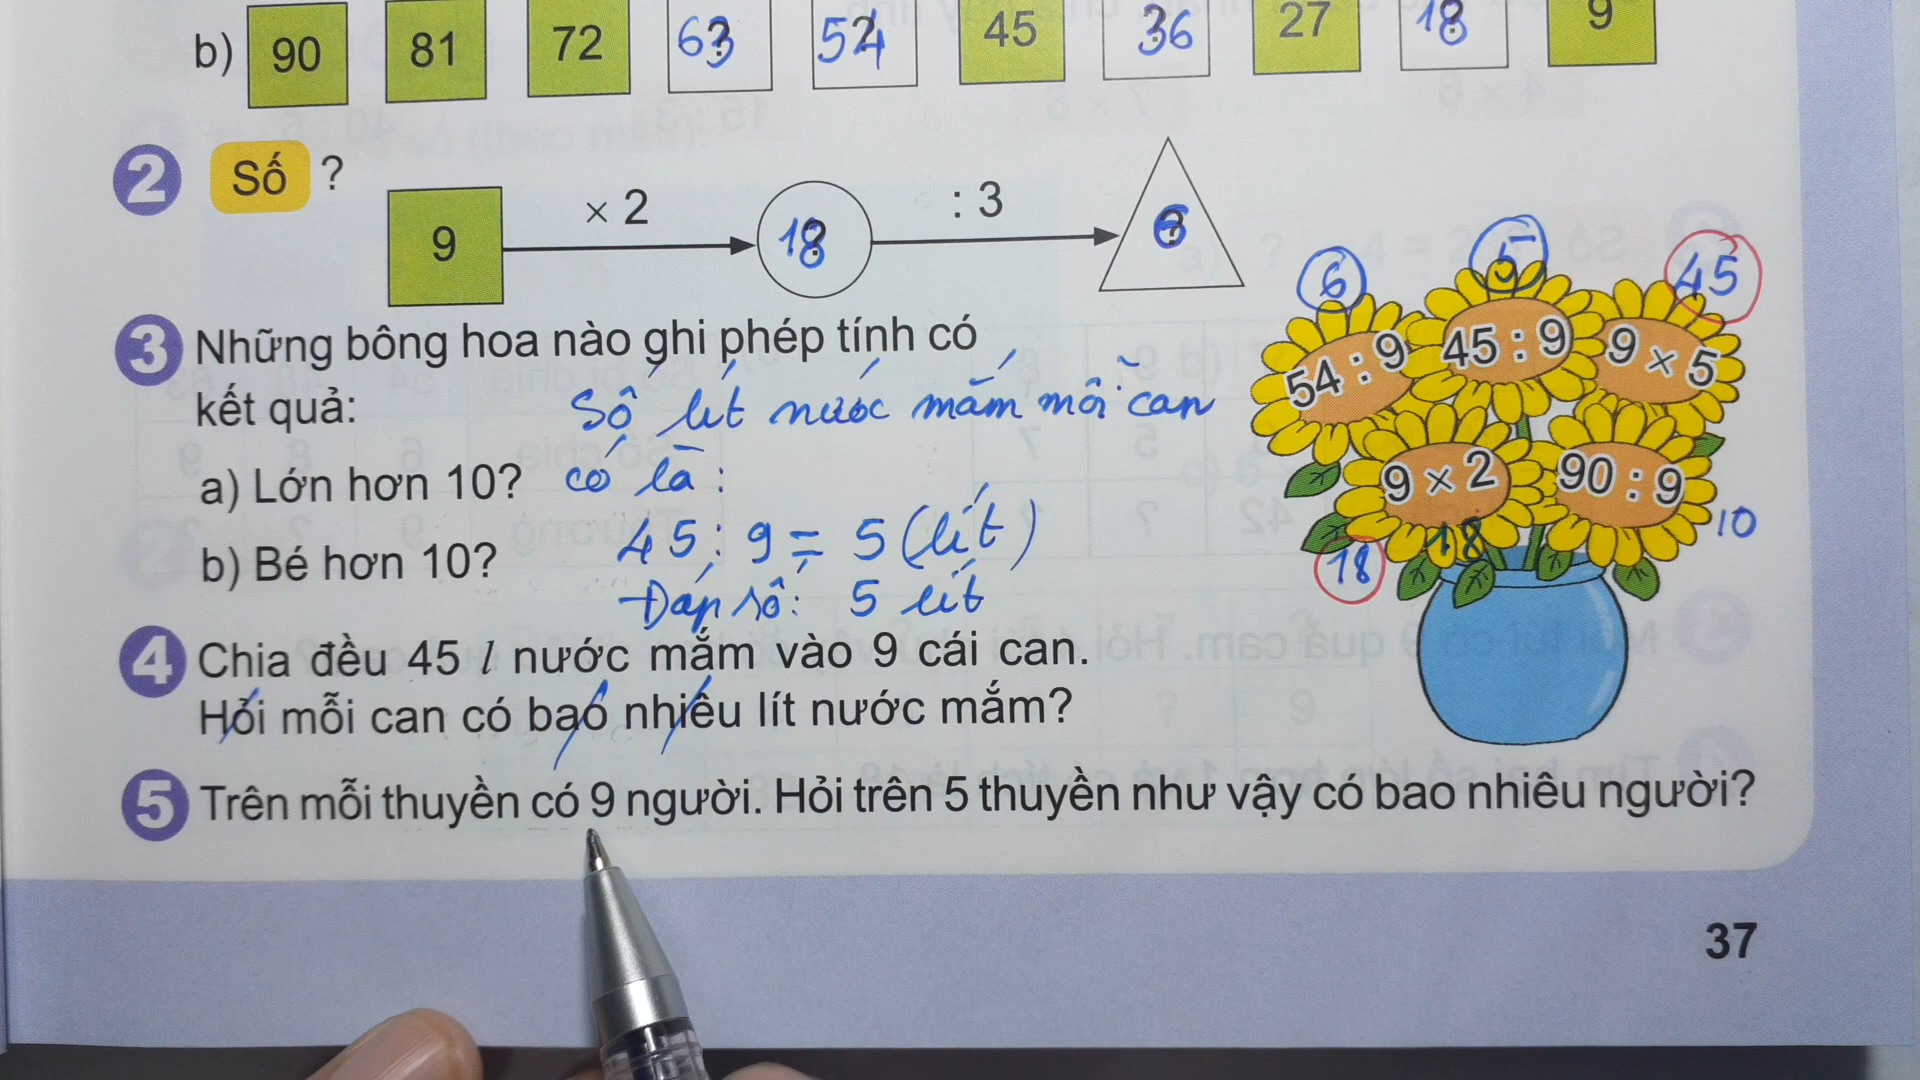 b) 90 81 72 63 54 45 36 27 18 9
2 Số ?
9 × 2 18 : 3 6
3 Những bông hoa nào ghi phép tính có
kết quả:
a) Lớn hơn 10?
b) Bé hơn 10?
Số lít nước mắm mỗi can
có là:
45 : 9 = 5 (lít)
Đáp số: 5 lít
6 5 45
54 : 9 45 : 9 9 × 5
9 × 2 90 : 9
18 18 10
4 Chia đều 45 l nước mắm vào 9 cái can.
Hỏi mỗi can có bao nhiêu lít nước mắm?
5 Trên mỗi thuyền có 9 người. Hỏi trên 5 thuyền như vậy có bao nhiêu người?
37